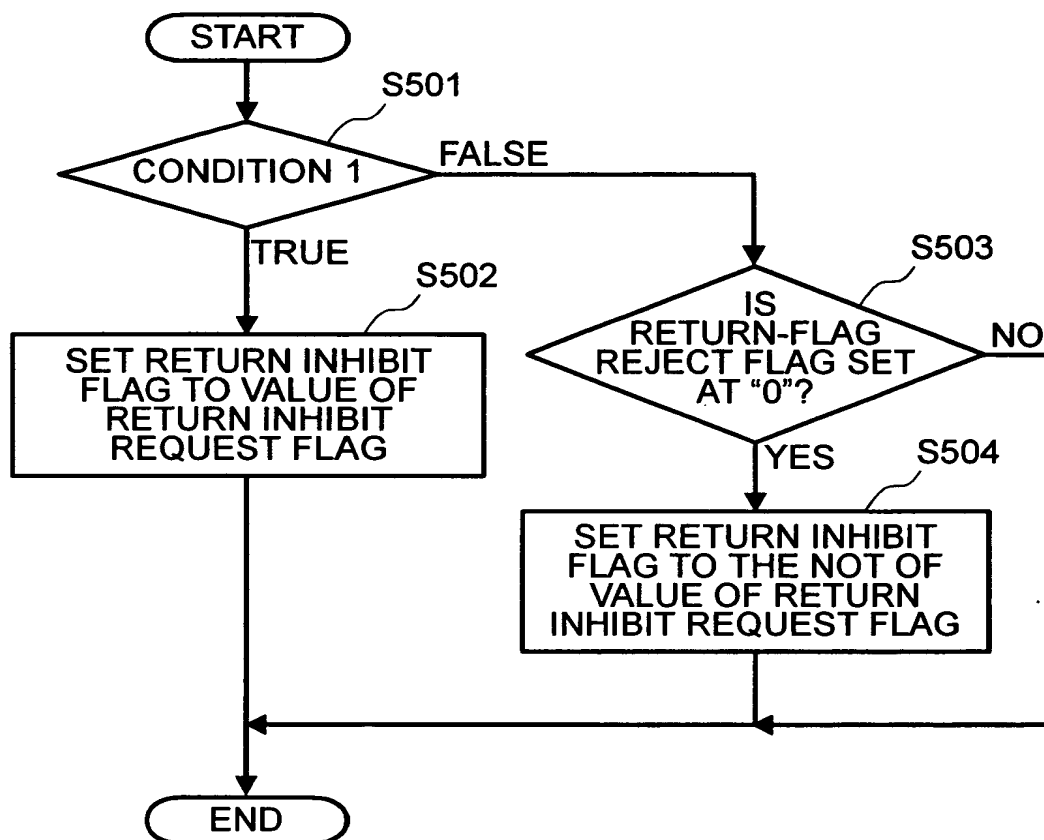 START
S501
CONDITION 1
FALSE
TRUE
S502
SET RETURN INHIBIT
FLAG TO VALUE OF
RETURN INHIBIT
REQUEST FLAG
S503
IS
RETURN-FLAG
REJECT FLAG SET
AT “0”?
NO
YES
S504
SET RETURN INHIBIT
FLAG TO THE NOT OF
VALUE OF RETURN
INHIBIT REQUEST FLAG
END